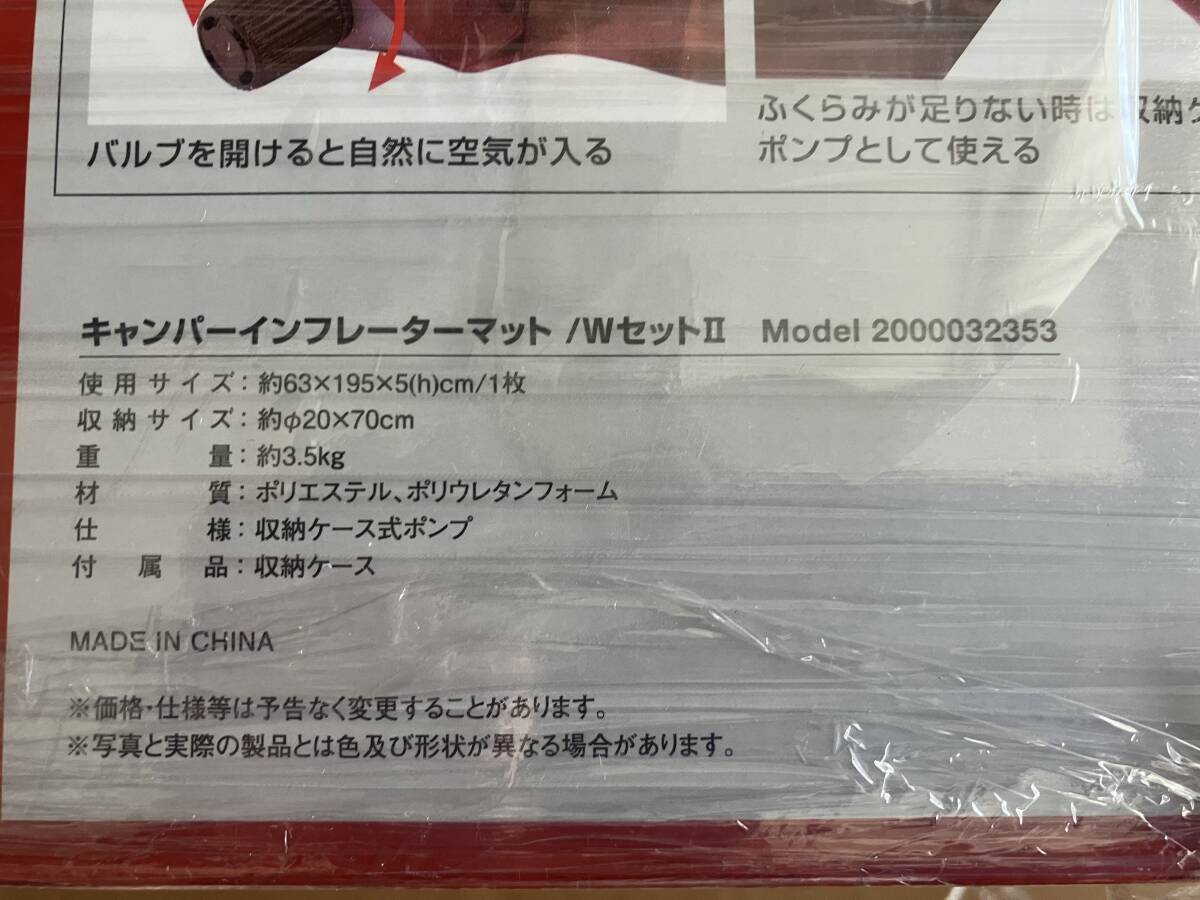 バルブを開けると自然に空気が入る
ふくらみが足りない時は収納ケ
ポンプとして使える
キャンパーインフレーターマット /WセットⅡ Model 2000032353
使用サイズ：約63×195×5(h)cm/1枚
収納サイズ：約φ20×70cm
重量：約3.5kg
材質：ポリエステル、ポリウレタンフォーム
仕様：収納ケース式ポンプ
付属品：収納ケース
MADE IN CHINA
※価格・仕様等は予告なく変更することがあります。
※写真と実際の製品とは色及び形状が異なる場合があります。